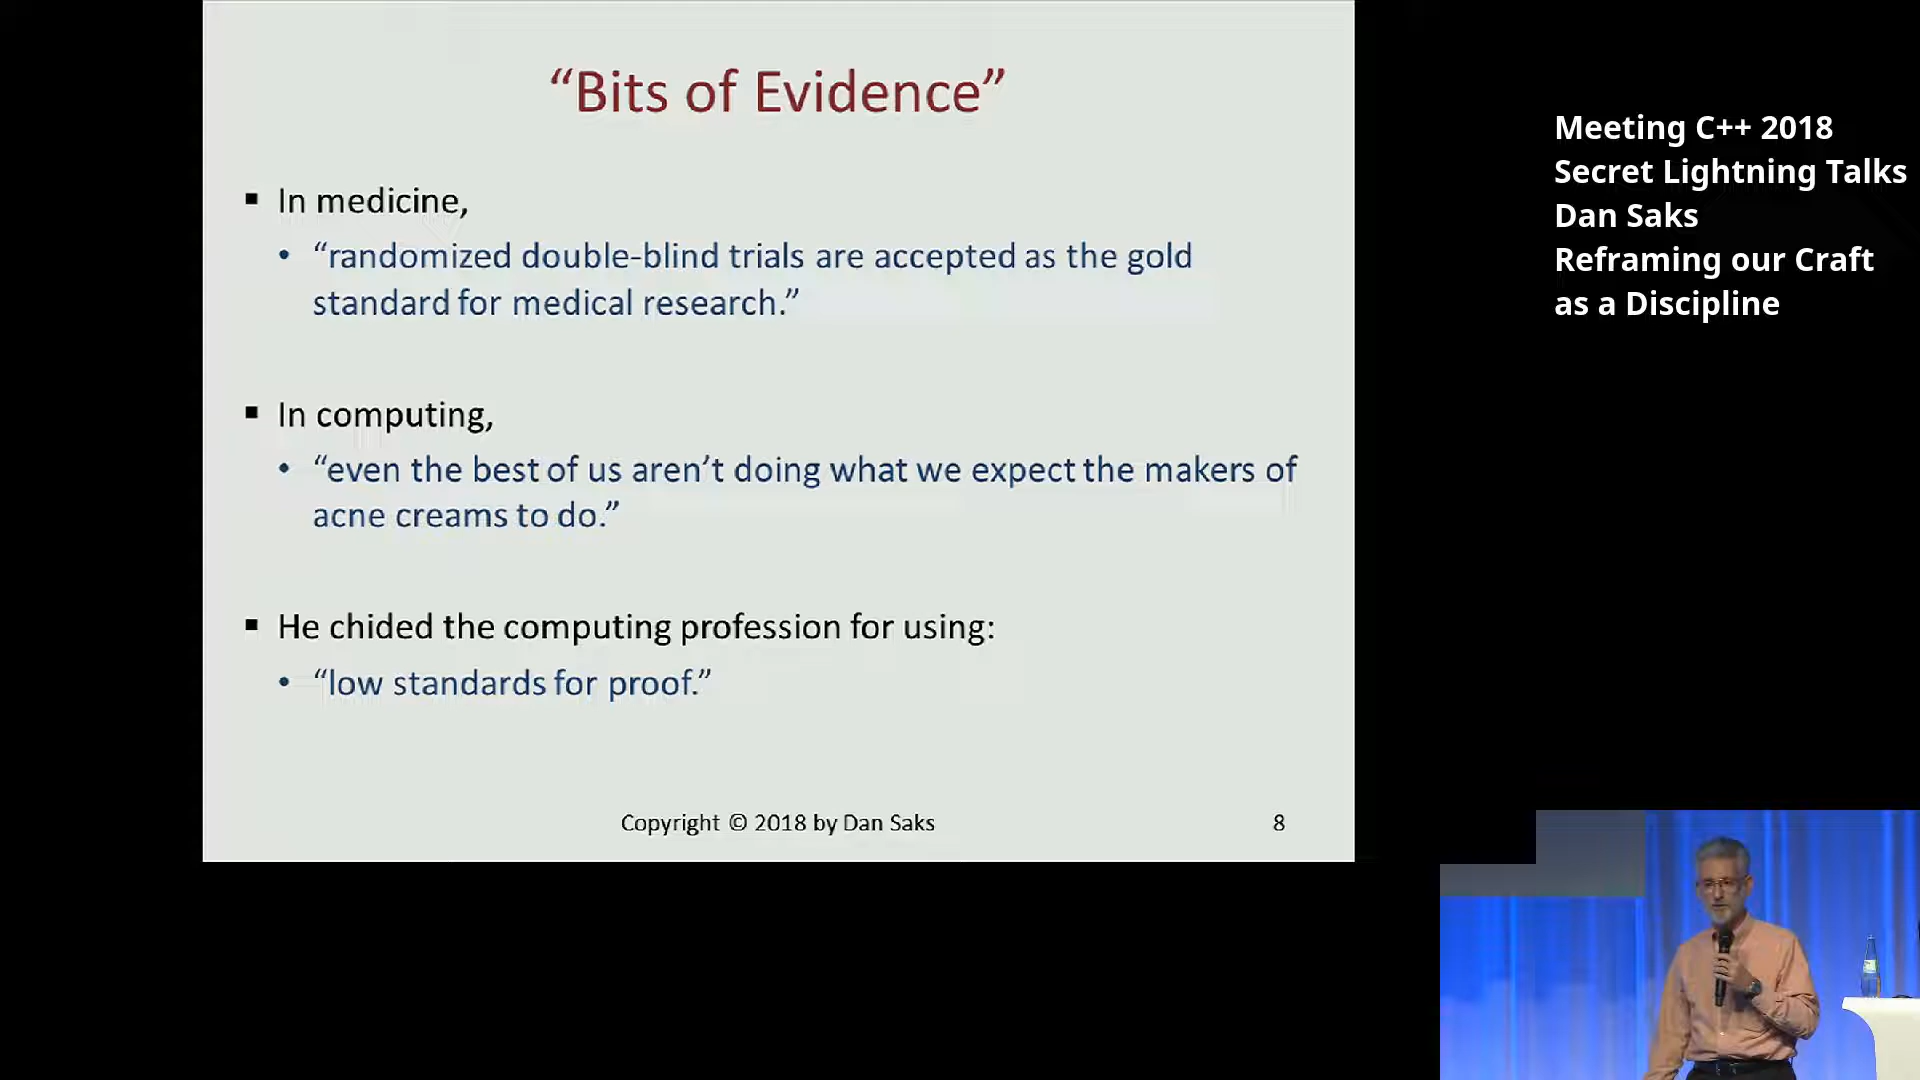 “Bits of Evidence”
▪ In medicine,
• “randomized double-blind trials are accepted as the gold
standard for medical research.”
▪ In computing,
• “even the best of us aren’t doing what we expect the makers of
acne creams to do.”
▪ He chided the computing profession for using:
• “low standards for proof.”
Copyright © 2018 by Dan Saks
8
Meeting C++ 2018
Secret Lightning Talks
Dan Saks
Reframing our Craft
as a Discipline